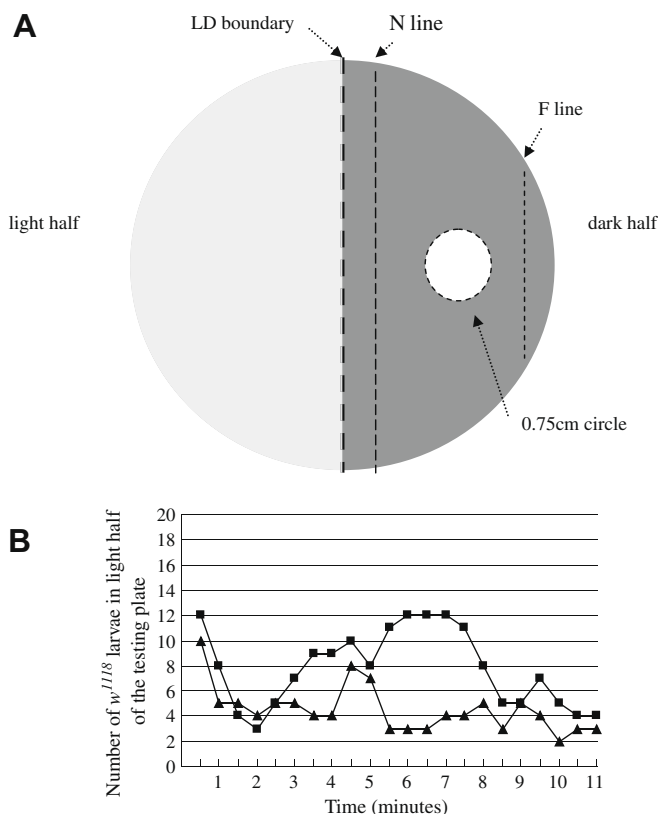 A
LD boundary
N line
F line
light half
dark half
0.75cm circle
B
Number of w1118 larvae in light half
of the testing plate
20
18
16
14
12
10
8
6
4
2
0
1 2 3 4 5 6 7 8 9 10 11
Time (minutes)